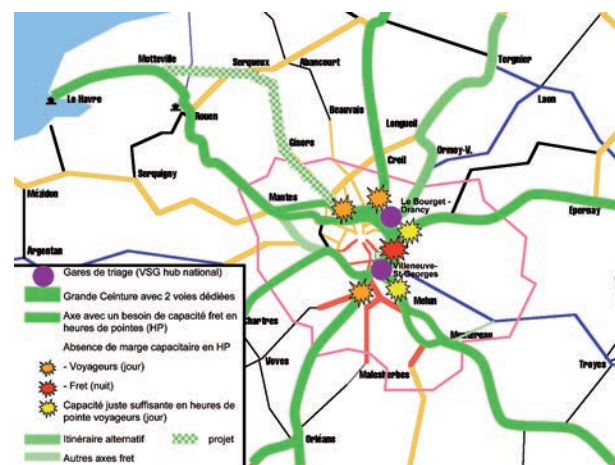 Motteville
Serqueux
Abancourt
Tergnier
Laon
Le Havre
Rouen
Beauvais
Longueil
Gisors
Ormoy-V.
Creil
Serquigny
Mantes
Le Bourget -
Drancy
Mézidon
Epernay
Argentan
Villeneuve-
St-Georges
Melun
Chartres
Montereau
Voves
Malesherbes
Troyes
Orléans
Gares de triage (VSG hub national)
Grande Ceinture avec 2 voies dédiées
Axe avec un besoin de capacité fret en
heures de pointes (HP)
Absence de marge capacitaire en HP
- Voyageurs (jour)
- Fret (nuit)
Capacité juste suffisante en heures de
pointe voyageurs (jour)
Itinéraire alternatif
projet
Autres axes fret